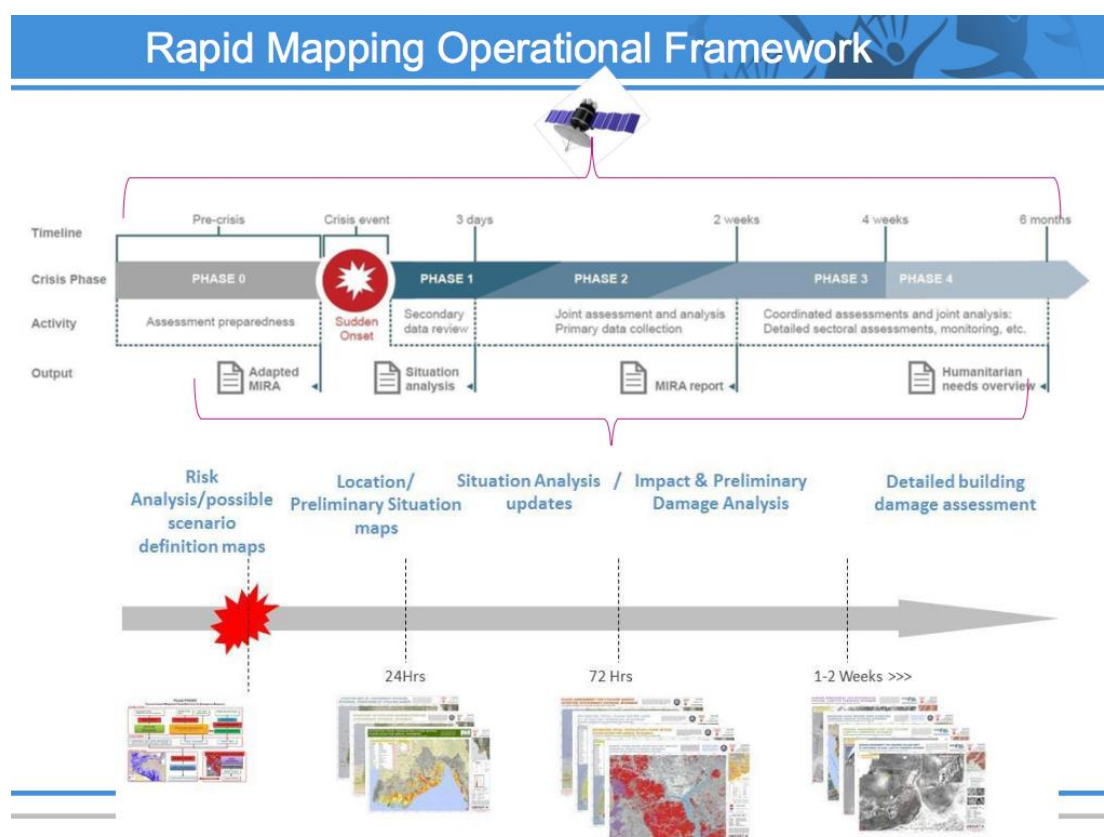 Rapid Mapping Operational Framework
Timeline
Pre-crisis
Crisis event
3 days
2 weeks
4 weeks
6 months
Crisis Phase
PHASE 0
PHASE 1
PHASE 2
PHASE 3
PHASE 4
Activity
Assessment preparedness
Sudden
Onset
Secondary
data review
Joint assessment and analysis
Primary data collection
Coordinated assessments and joint analysis:
Detailed sectoral assessments, monitoring, etc.
Output
Adapted
MIRA
Situation
analysis
MIRA report
Humanitarian
needs overview
Risk
Analysis/possible
scenario
definition maps
Location/
Preliminary Situation
maps
Situation Analysis
updates
/
Impact & Preliminary
Damage Analysis
Detailed building
damage assessment
24Hrs
72 Hrs
1-2 Weeks >>>